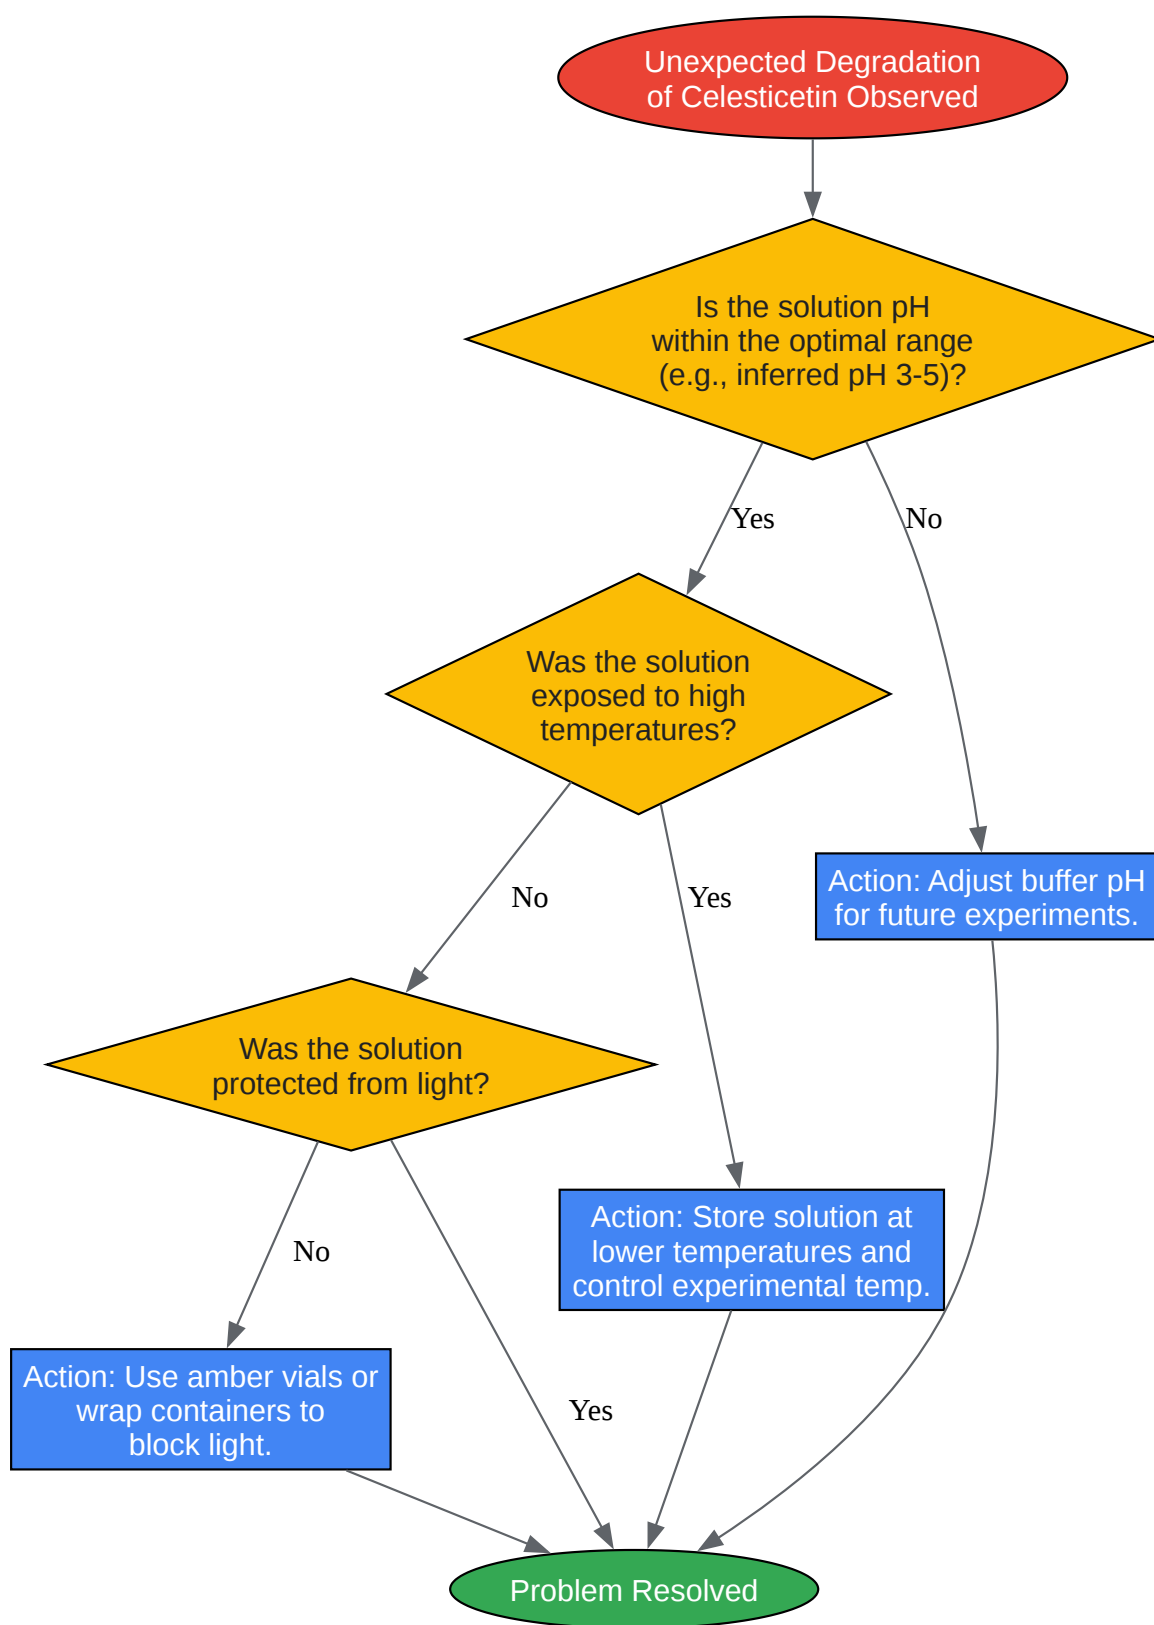 Unexpected Degradation
of Celesticetin Observed
Is the solution pH
within the optimal range
(e.g., inferred pH 3-5)?
Yes
No
Was the solution
exposed to high
temperatures?
No
Yes
Action: Adjust buffer pH
for future experiments.
Was the solution
protected from light?
No
Yes
Action: Store solution at
lower temperatures and
control experimental temp.
Action: Use amber vials or
wrap containers to
block light.
Problem Resolved